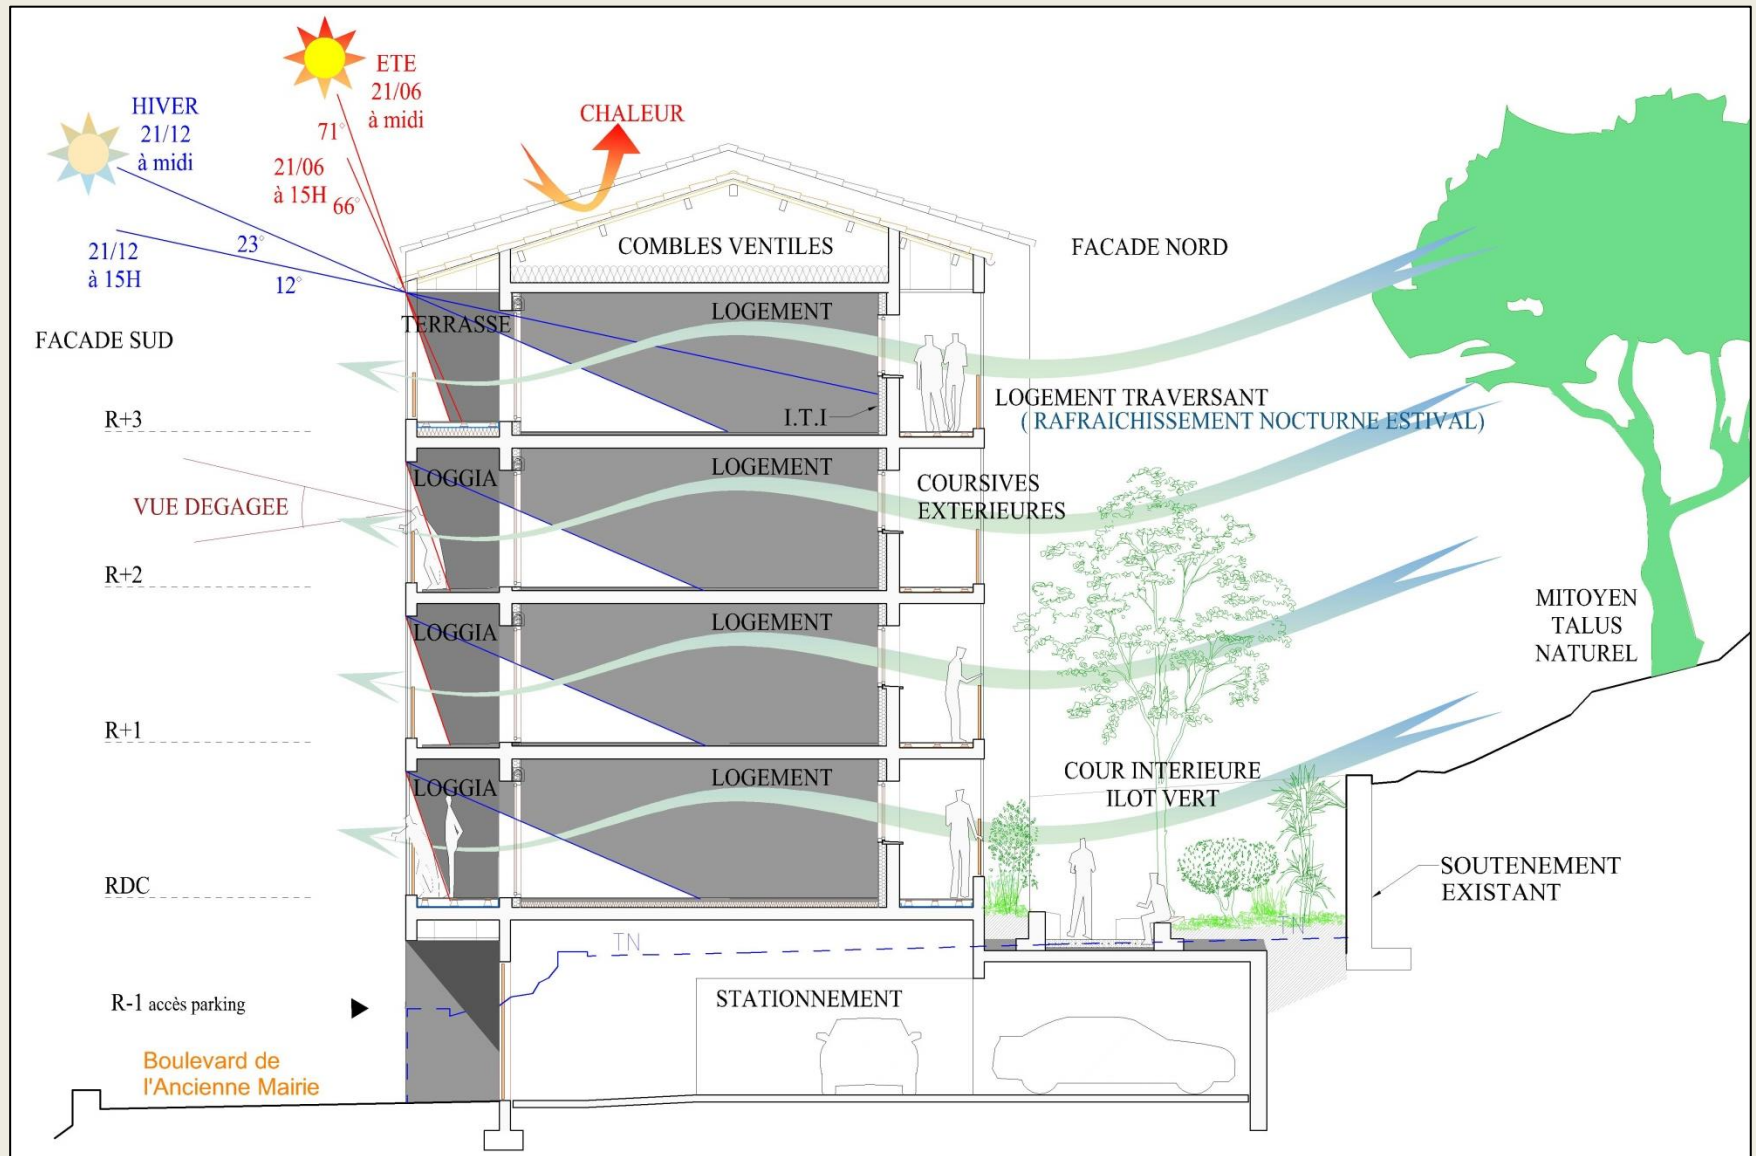 ETE
21/06
à midi
HIVER
21/12
à midi
71°
21/06
à 15H
66°
CHALEUR
23°
21/12
à 15H
12°
COMBLES VENTILES
FACADE NORD
FACADE SUD
TERRASSE
LOGEMENT
I.T.I
LOGEMENT TRAVERSANT
( RAFRAICHISSEMENT NOCTURNE ESTIVAL)
R+3
LOGGIA
LOGEMENT
COURSIVES
EXTERIEURES
VUE DEGAGEE
R+2
LOGGIA
LOGEMENT
MITOYEN
TALUS
NATUREL
R+1
LOGGIA
LOGEMENT
COUR INTERIEURE
ILOT VERT
SOUTENEMENT
EXISTANT
RDC
TN
TN
R-1 accès parking
STATIONNEMENT
Boulevard de
l'Ancienne Mairie